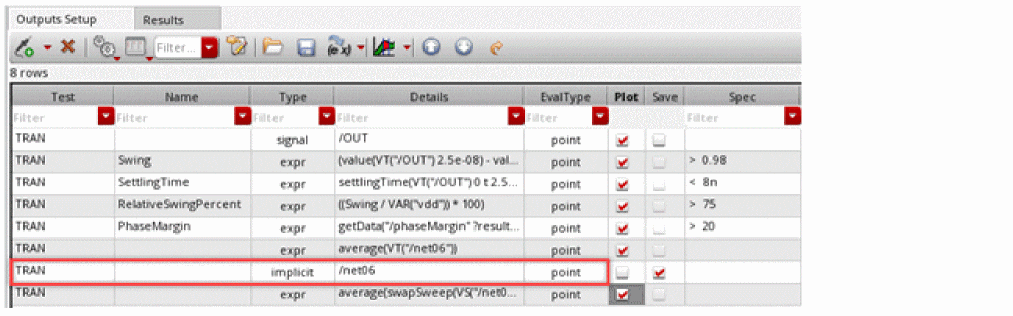 Outputs Setup Results
Filter... (e(x)
8 rows
Test Name Type Details EvalType Plot Save Spec
Filter Filter Filter Filter Filter Filter
TRAN signal /OUT point
TRAN Swing expr (value(VT("/OUT") 2.5e-08) - val... point > 0.98
TRAN SettlingTime expr settlingTime(VT("/OUT") 0 t 2.5... point < 8n
TRAN RelativeSwingPercent expr ((Swing / VAR("vdd")) * 100) point > 75
TRAN PhaseMargin expr getData("/phaseMargin" ?result... point > 20
TRAN expr average(VT("/net06")) point
TRAN implicit /net06 point
TRAN expr average(swapSweep(VS("/net0... point